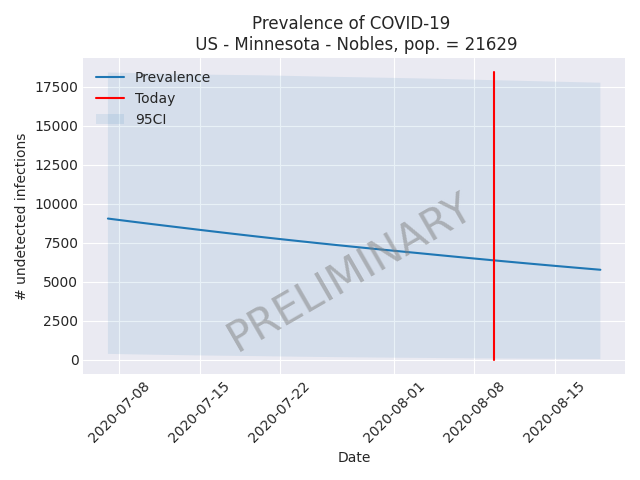 Prevalence of COVID-19
US - Minnesota - Nobles, pop. = 21629
Prevalence
Today
95CI
17500
15000
12500
10000
7500
5000
2500
0
# undetected infections
PRELIMINARY
2020-07-08
2020-07-15
2020-07-22
2020-08-01
2020-08-08
2020-08-15
Date